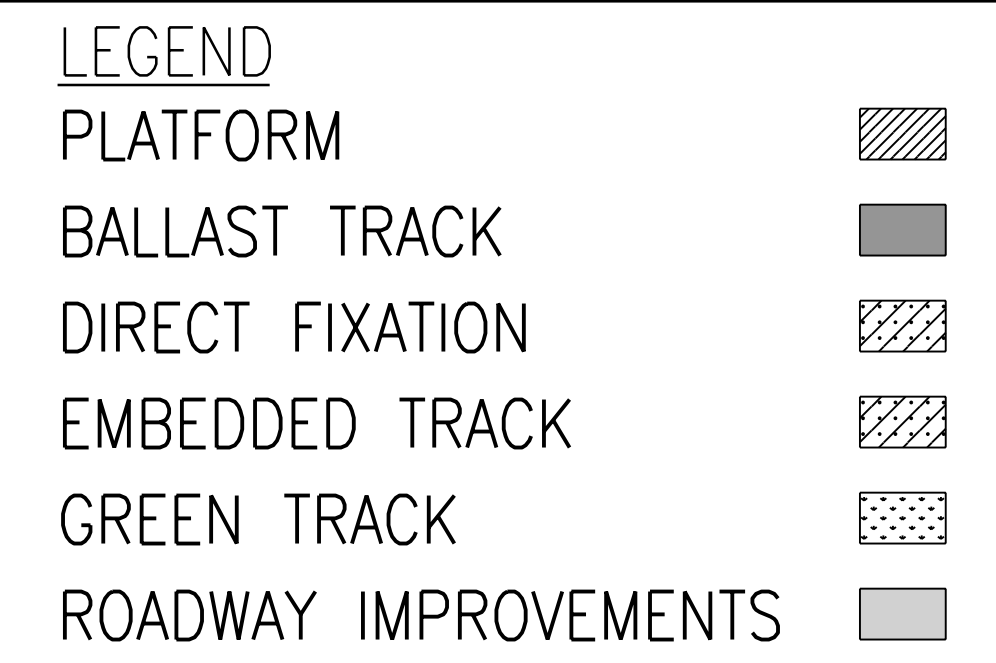 LEGEND
PLATFORM
BALLAST TRACK
DIRECT FIXATION
EMBEDDED TRACK
GREEN TRACK
ROADWAY IMPROVEMENTS